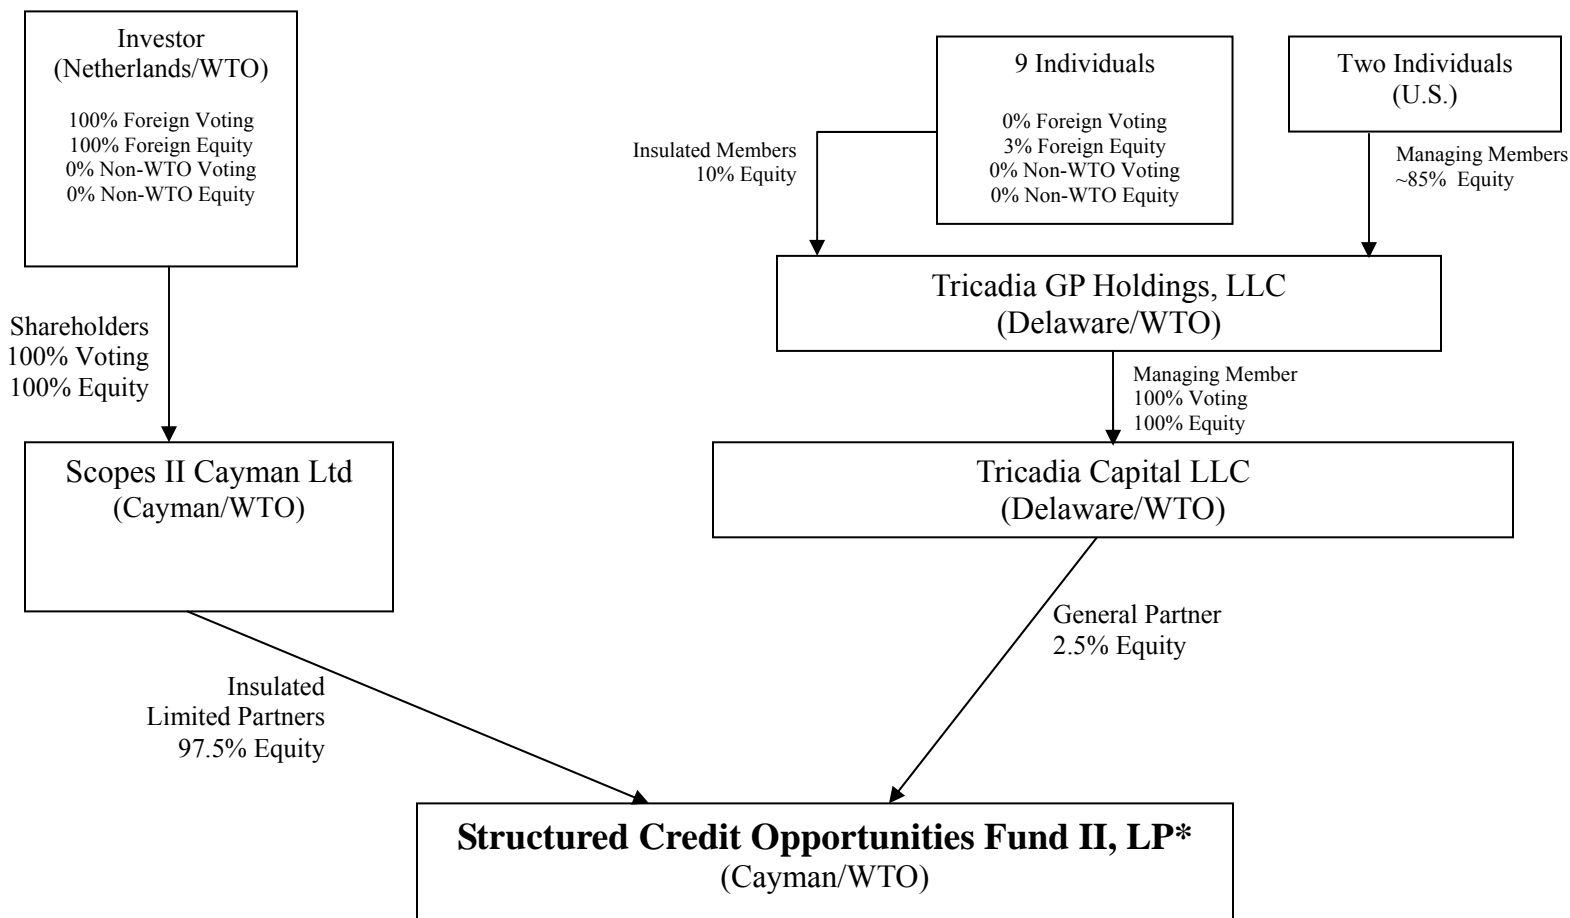 Investor
(Netherlands/WTO)
100% Foreign Voting
100% Foreign Equity
0% Non-WTO Voting
0% Non-WTO Equity
9 Individuals
0% Foreign Voting
3% Foreign Equity
0% Non-WTO Voting
0% Non-WTO Equity
Two Individuals
(U.S.)
Insulated Members
10% Equity
Managing Members
~85% Equity
Tricadia GP Holdings, LLC
(Delaware/WTO)
Shareholders
100% Voting
100% Equity
Managing Member
100% Voting
100% Equity
Scopes II Cayman Ltd
(Cayman/WTO)
Tricadia Capital LLC
(Delaware/WTO)
General Partner
2.5% Equity
Insulated
Limited Partners
97.5% Equity
Structured Credit Opportunities Fund II, LP*
(Cayman/WTO)